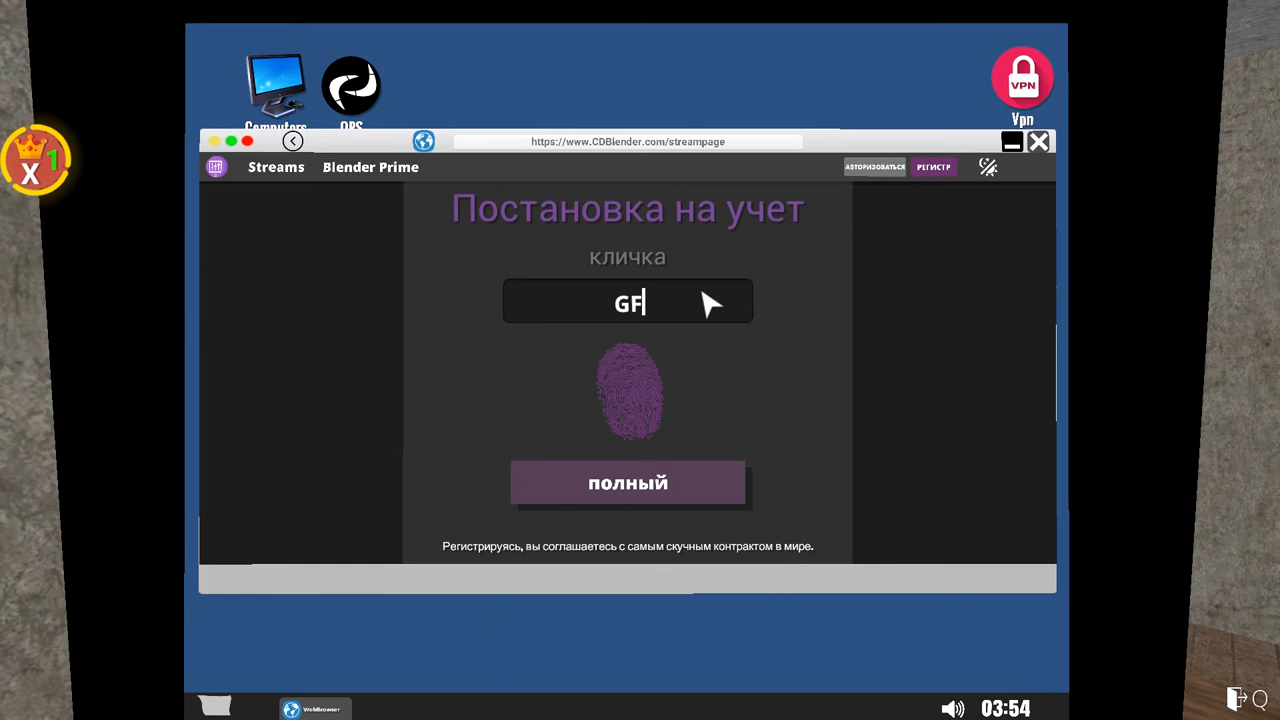 VPN
Computers OPS
Vpn
X 1
https://www.CDBlender.com/streampage
Streams Blender Prime АВТОРИЗОВАТЬСЯ РЕГИСТР
Постановка на учет
кличка
GF
полный
Регистрируясь, вы соглашаетесь с самым скучным контрактом в мире.
WebBrowser 03:54
Q